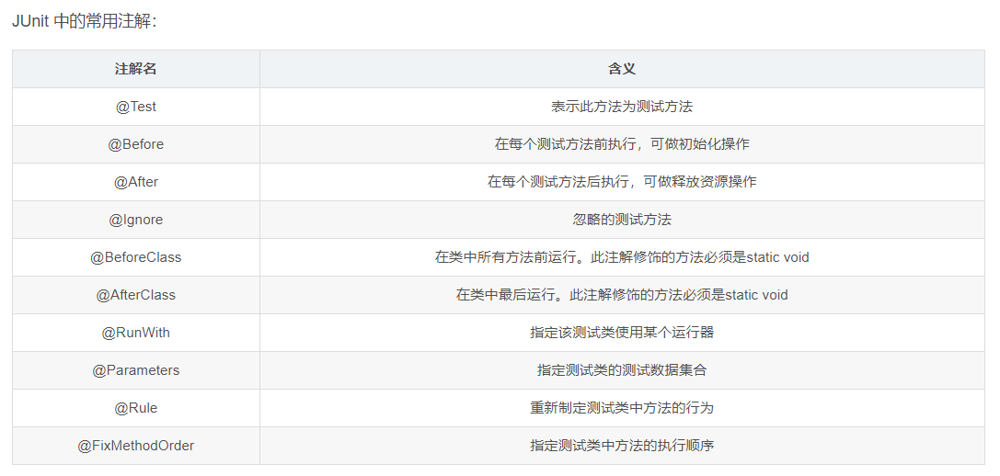 JUnit 中的常用注解：
注解名 含义
@Test 表示此方法为测试方法
@Before 在每个测试方法前执行，可做初始化操作
@After 在每个测试方法后执行，可做释放资源操作
@Ignore 忽略的测试方法
@BeforeClass 在类中所有方法前运行。此注解修饰的方法必须是static void
@AfterClass 在类中最后运行。此注解修饰的方法必须是static void
@RunWith 指定该测试类使用某个运行器
@Parameters 指定测试类的测试数据集合
@Rule 重新制定测试类中方法的行为
@FixMethodOrder 指定测试类中方法的执行顺序